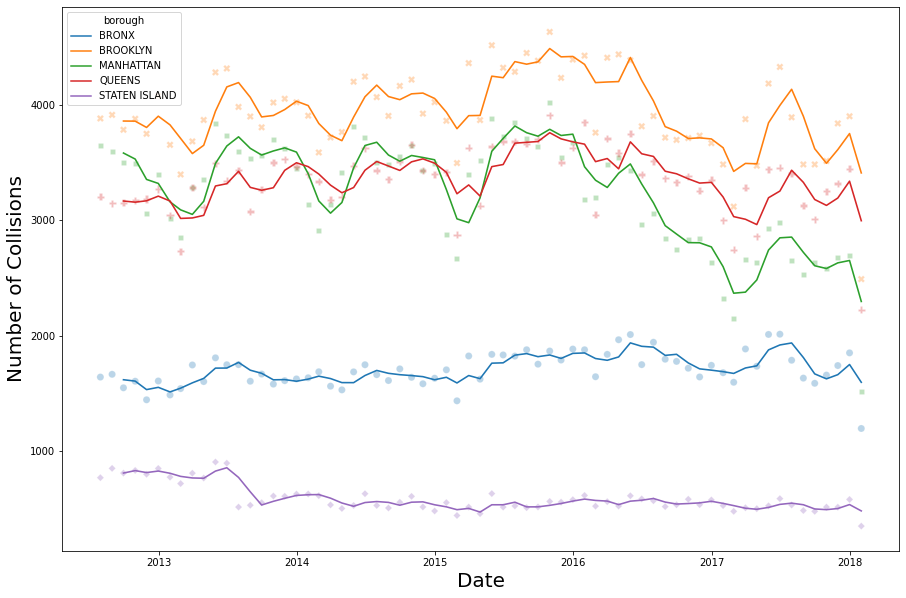 borough
BRONX
BROOKLYN
MANHATTAN
QUEENS
STATEN ISLAND
Number of Collisions
4000
3000
2000
1000
2013 2014 2015 2016 2017 2018
Date